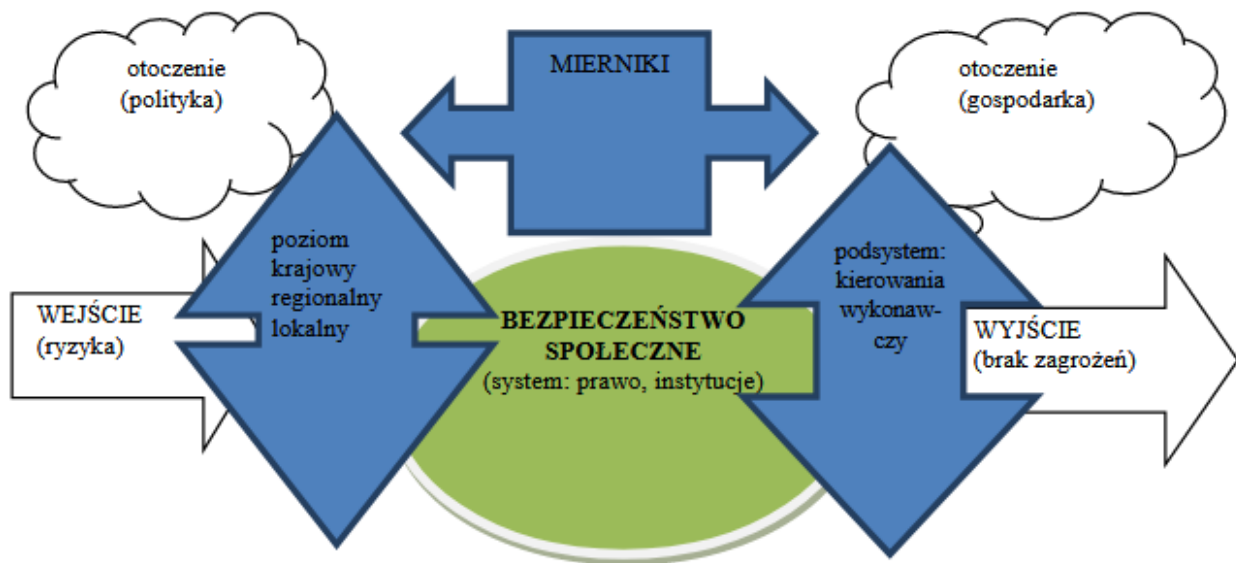 otoczenie
(polityka)
MIERNIKI
otoczenie
(gospodarka)
poziom
krajowy
regionalny
lokalny
podsystem:
kierowania
wykonaw-
czy
WEJŚCIE
(ryzyka)
BEZPIECZEŃSTWO
SPOŁECZNE
(system: prawo, instytucje)
WYJŚCIE
(brak zagrożeń)